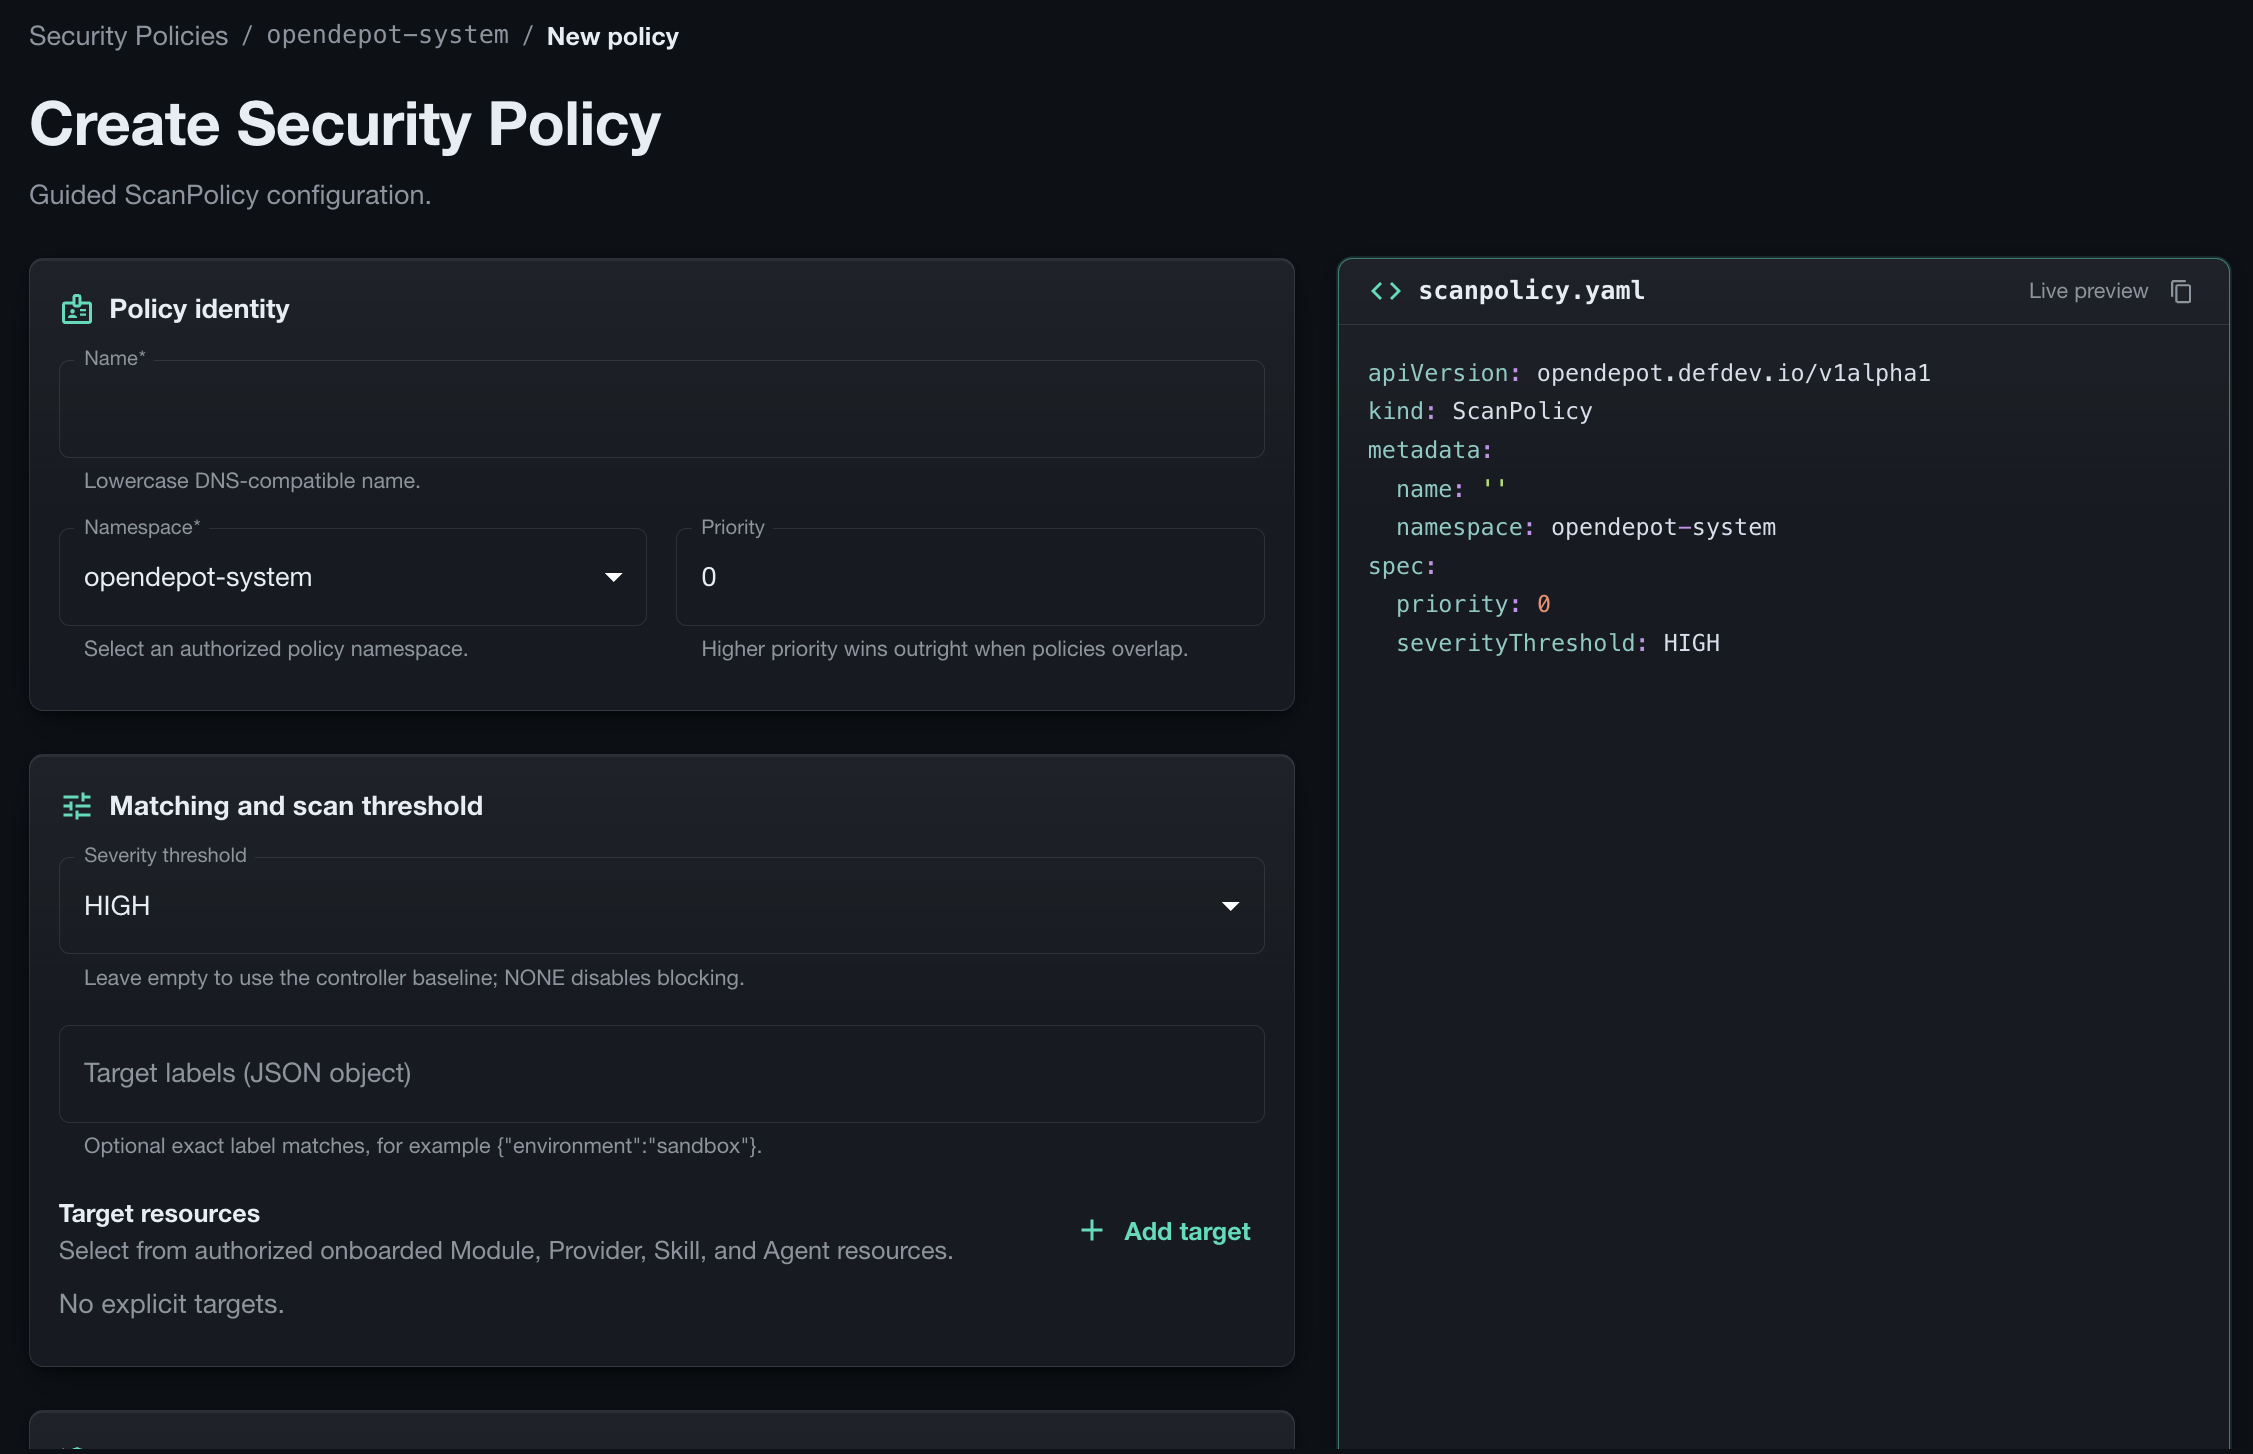 Security Policies / opendepot-system / New policy
Create Security Policy
Guided ScanPolicy configuration.
Policy identity
Name*
Lowercase DNS-compatible name.
Namespace*
opendepot-system
Select an authorized policy namespace.
Priority
0
Higher priority wins outright when policies overlap.
Matching and scan threshold
Severity threshold
HIGH
Leave empty to use the controller baseline; NONE disables blocking.
Target labels (JSON object)
Optional exact label matches, for example {"environment":"sandbox"}.
Target resources
Select from authorized onboarded Module, Provider, Skill, and Agent resources.
+ Add target
No explicit targets.
<> scanpolicy.yaml
Live preview
apiVersion: opendepot.defdev.io/v1alpha1
kind: ScanPolicy
metadata:
  name: ''
  namespace: opendepot-system
spec:
  priority: 0
  severityThreshold: HIGH